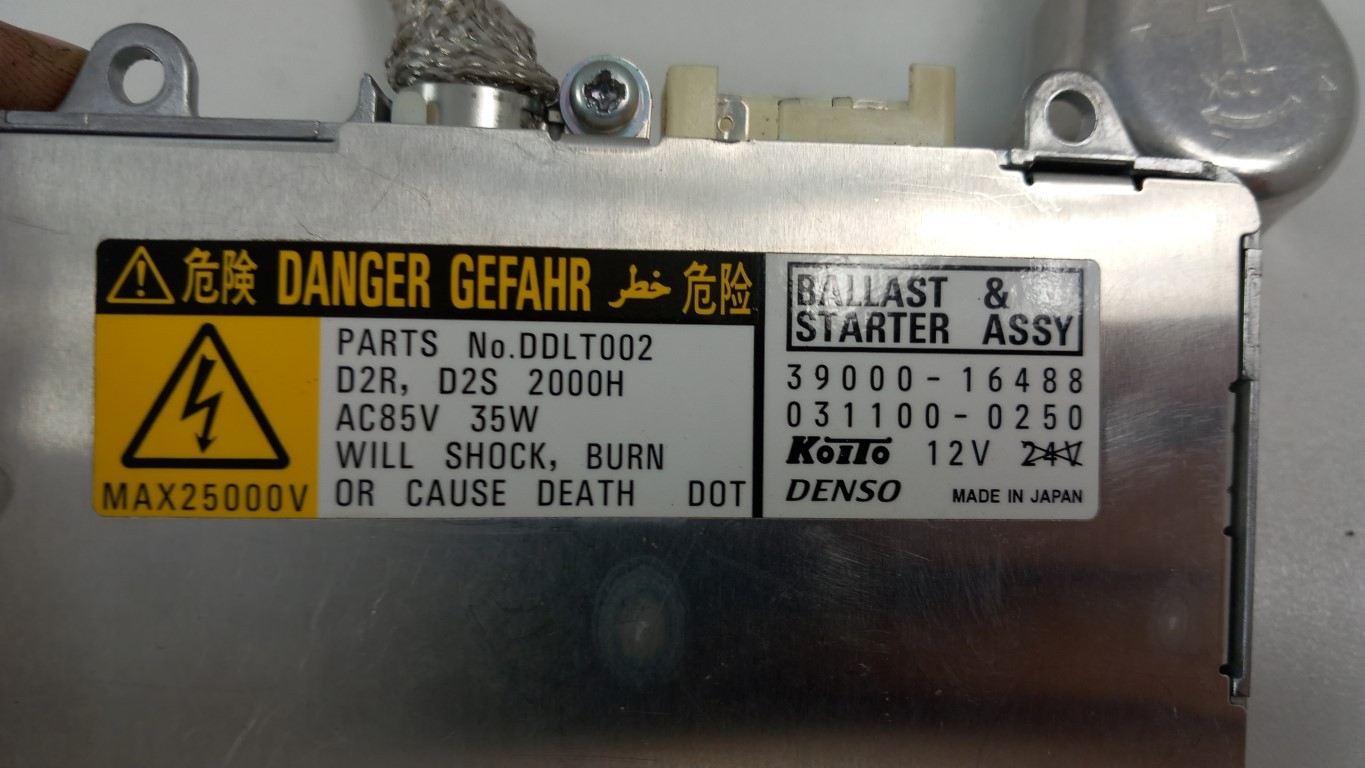 危険 DANGER GEFAHR خطر 危险
MAX25000V
PARTS No.DDLT002
D2R, D2S 2000H
AC85V 35W
WILL SHOCK, BURN
OR CAUSE DEATH DOT
BALLAST &
STARTER ASSY
39000-16488
031100-0250
KOITO 12V 24V
DENSO MADE IN JAPAN